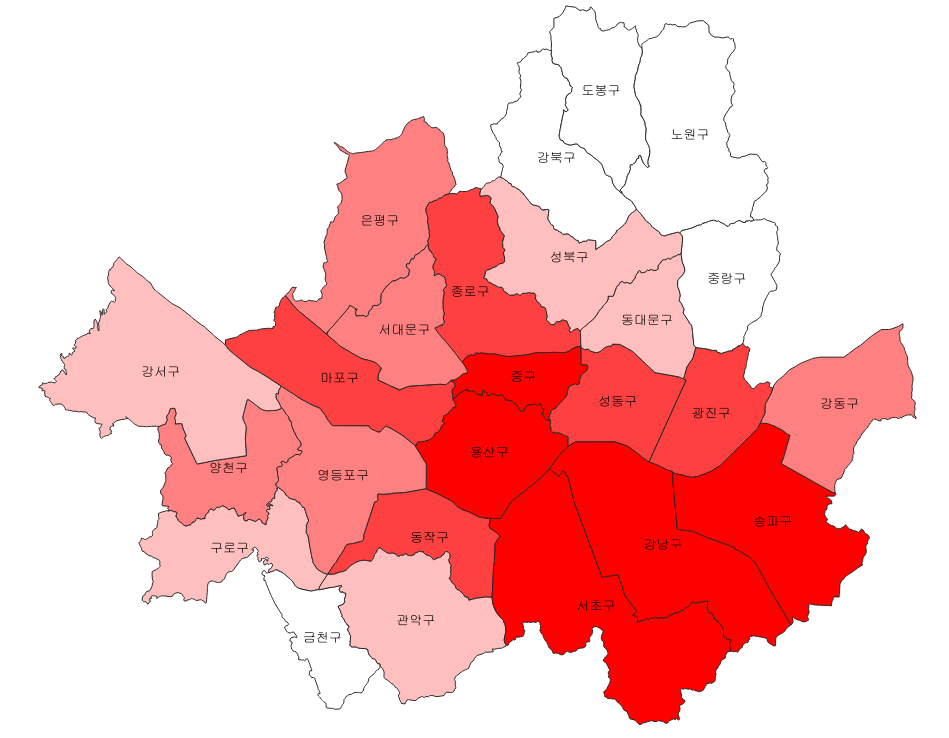 도봉구
노원구
강북구
은평구
성북구
중랑구
종로구
동대문구
서대문구
강서구
마포구
중구
성동구
강동구
광진구
용산구
양천구
영등포구
송파구
동작구
강남구
구로구
서초구
관악구
금천구